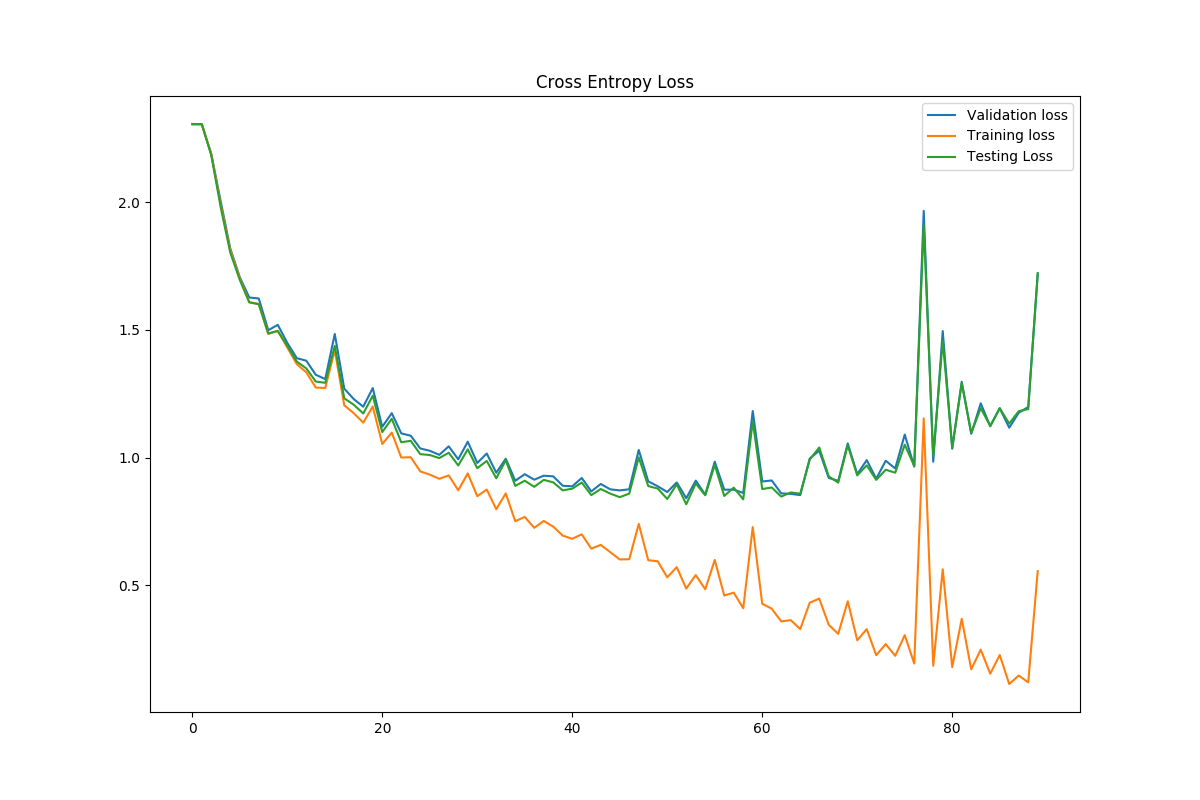 Cross Entropy Loss
Validation loss
Training loss
Testing Loss
2.0
1.5
1.0
0.5
0 20 40 60 80